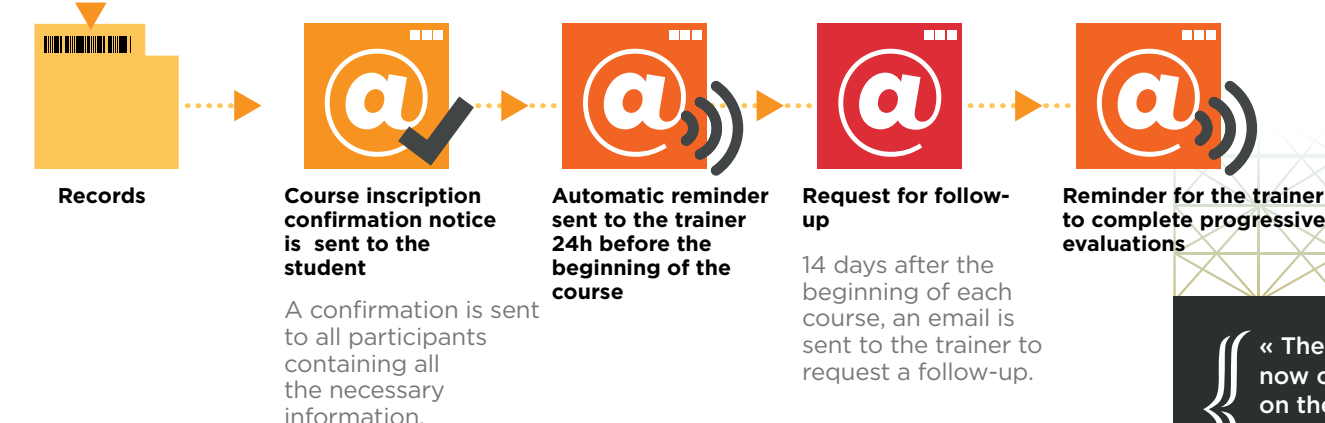 Records
Course inscription
confirmation notice
is sent to the
student
A confirmation is sent
to all participants
containing all
the necessary
information.
Automatic reminder
sent to the trainer
24h before the
beginning of the
course
Request for follow-
up
14 days after the
beginning of each
course, an email is
sent to the trainer to
request a follow-up.
Reminder for the trainer
to complete progressive
evaluations
« The
now
on the